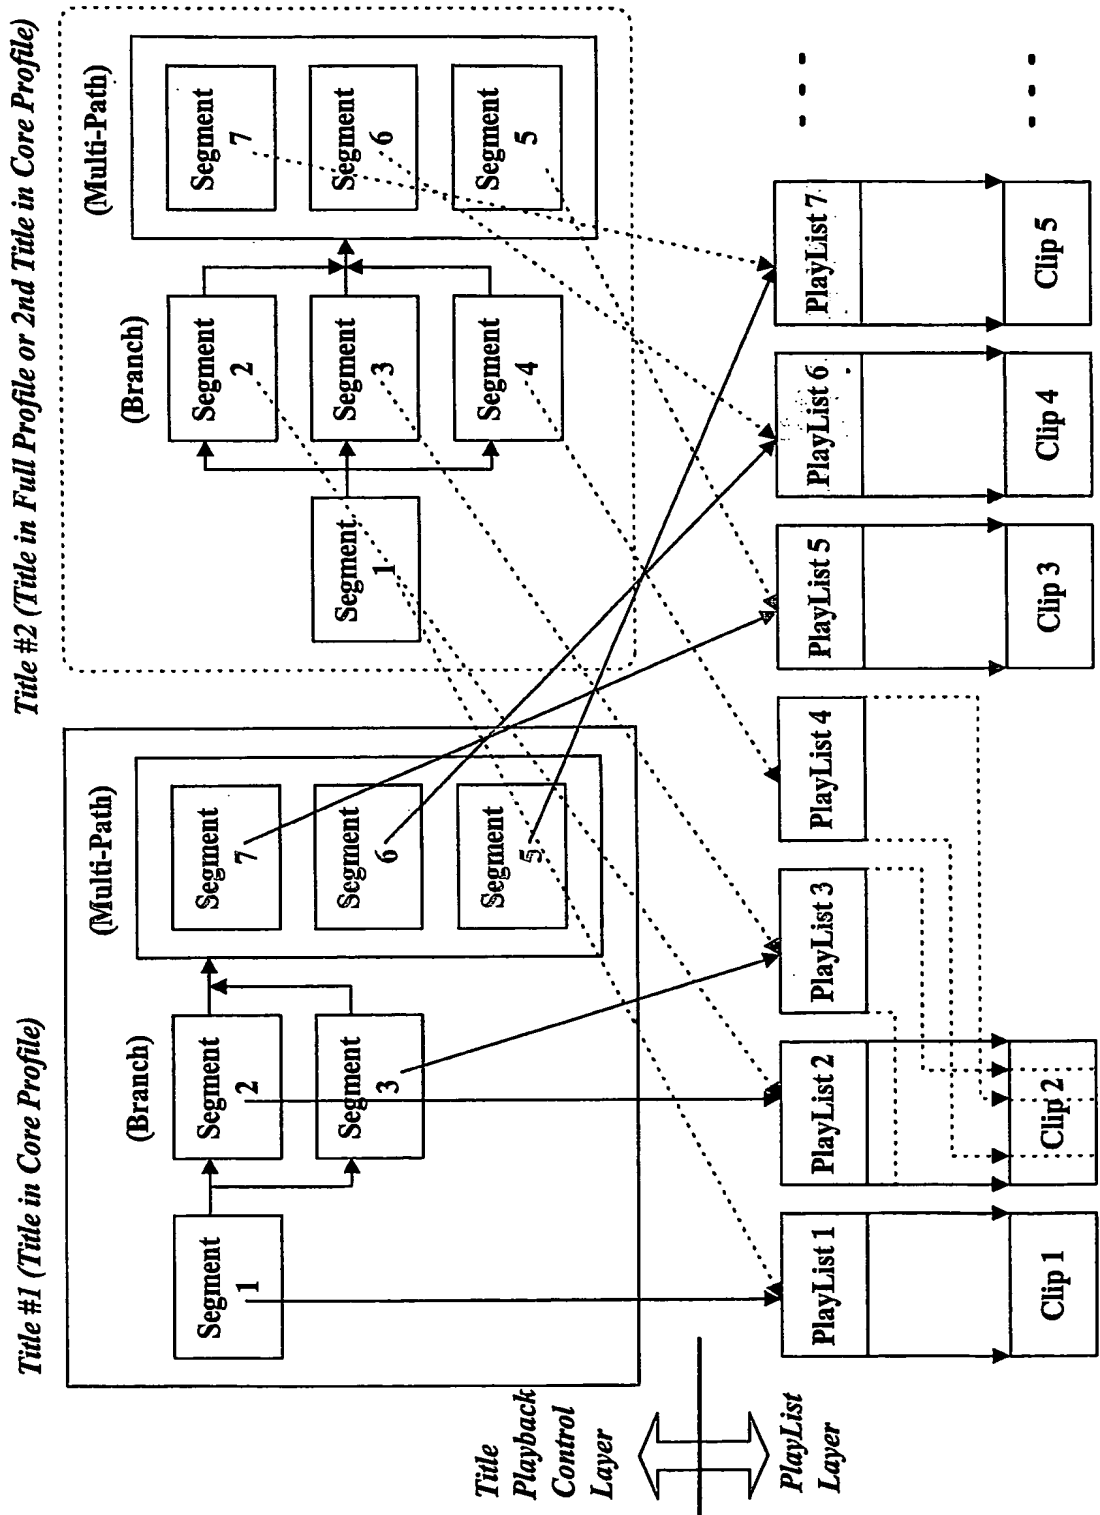 Title #1 (Title in Core Profile)
Title #2 (Title in Full Profile or 2nd Title in Core Profile)
(Branch)
(Multi-Path)
Segment
1
Segment
2
Segment
3
Segment
7
Segment
6
Segment
5
(Branch)
(Multi-Path)
Segment
1
Segment
2
Segment
3
Segment
4
Segment
7
Segment
6
Segment
5
Title
Playback
Control
Layer
PlayList
Layer
PlayList 1
PlayList 2
PlayList 3
PlayList 4
PlayList 5
PlayList 6
PlayList 7
Clip 1
Clip 2
Clip 3
Clip 4
Clip 5